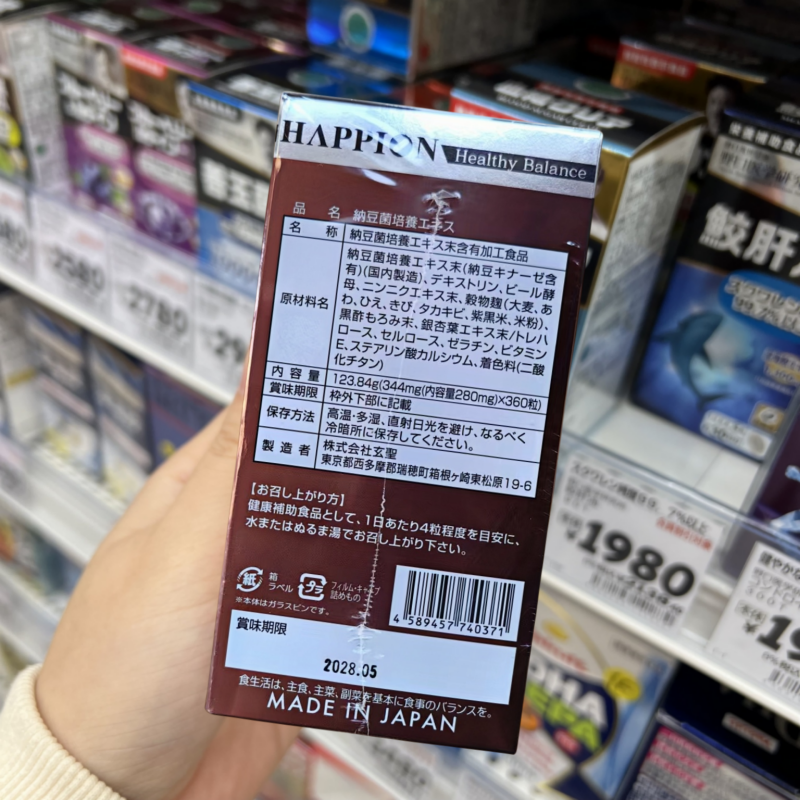 HAPPION Healthy Balance
品 名 納豆菌培養エキス
名 称 納豆菌培養エキス末含有加工食品
原材料名
納豆菌培養エキス末(納豆キナーゼ含
有)(国内製造)、デキストリン、ビール酵
母、ニンニクエキス末、穀物麹(大麦、あ
わ、ひえ、きび、タカキビ、紫黒米、米粉)、
黒酢もろみ末、銀杏葉エキス末/トレハ
ロース、セルロース、ゼラチン、ビタミン
E、ステアリン酸カルシウム、着色料(二酸
化チタン)
内 容 量 123.84g(344mg(内容量280mg)×360粒)
賞味期限 枠外下部に記載
保存方法 高温・多湿、直射日光を避け、なるべく
冷暗所に保存してください。
製 造 者 株式会社玄聖
東京都西多摩郡瑞穂町箱根ヶ崎東松原19-6
【お召し上がり方】
健康補助食品として、1日あたり4粒程度を目安に、
水またはぬるま湯でお召し上がり下さい。
紙 箱
ラベル
プラ フィルム・キャップ
詰めもの
※本体はガラスビンです。
4 589457 740371
賞味期限
2028.05
食生活は、主食、主菜、副菜を基本に食事のバランスを。
MADE IN JAPAN
2580
2780
鮫肝
スクワレン
¥1980
DHA
EPA